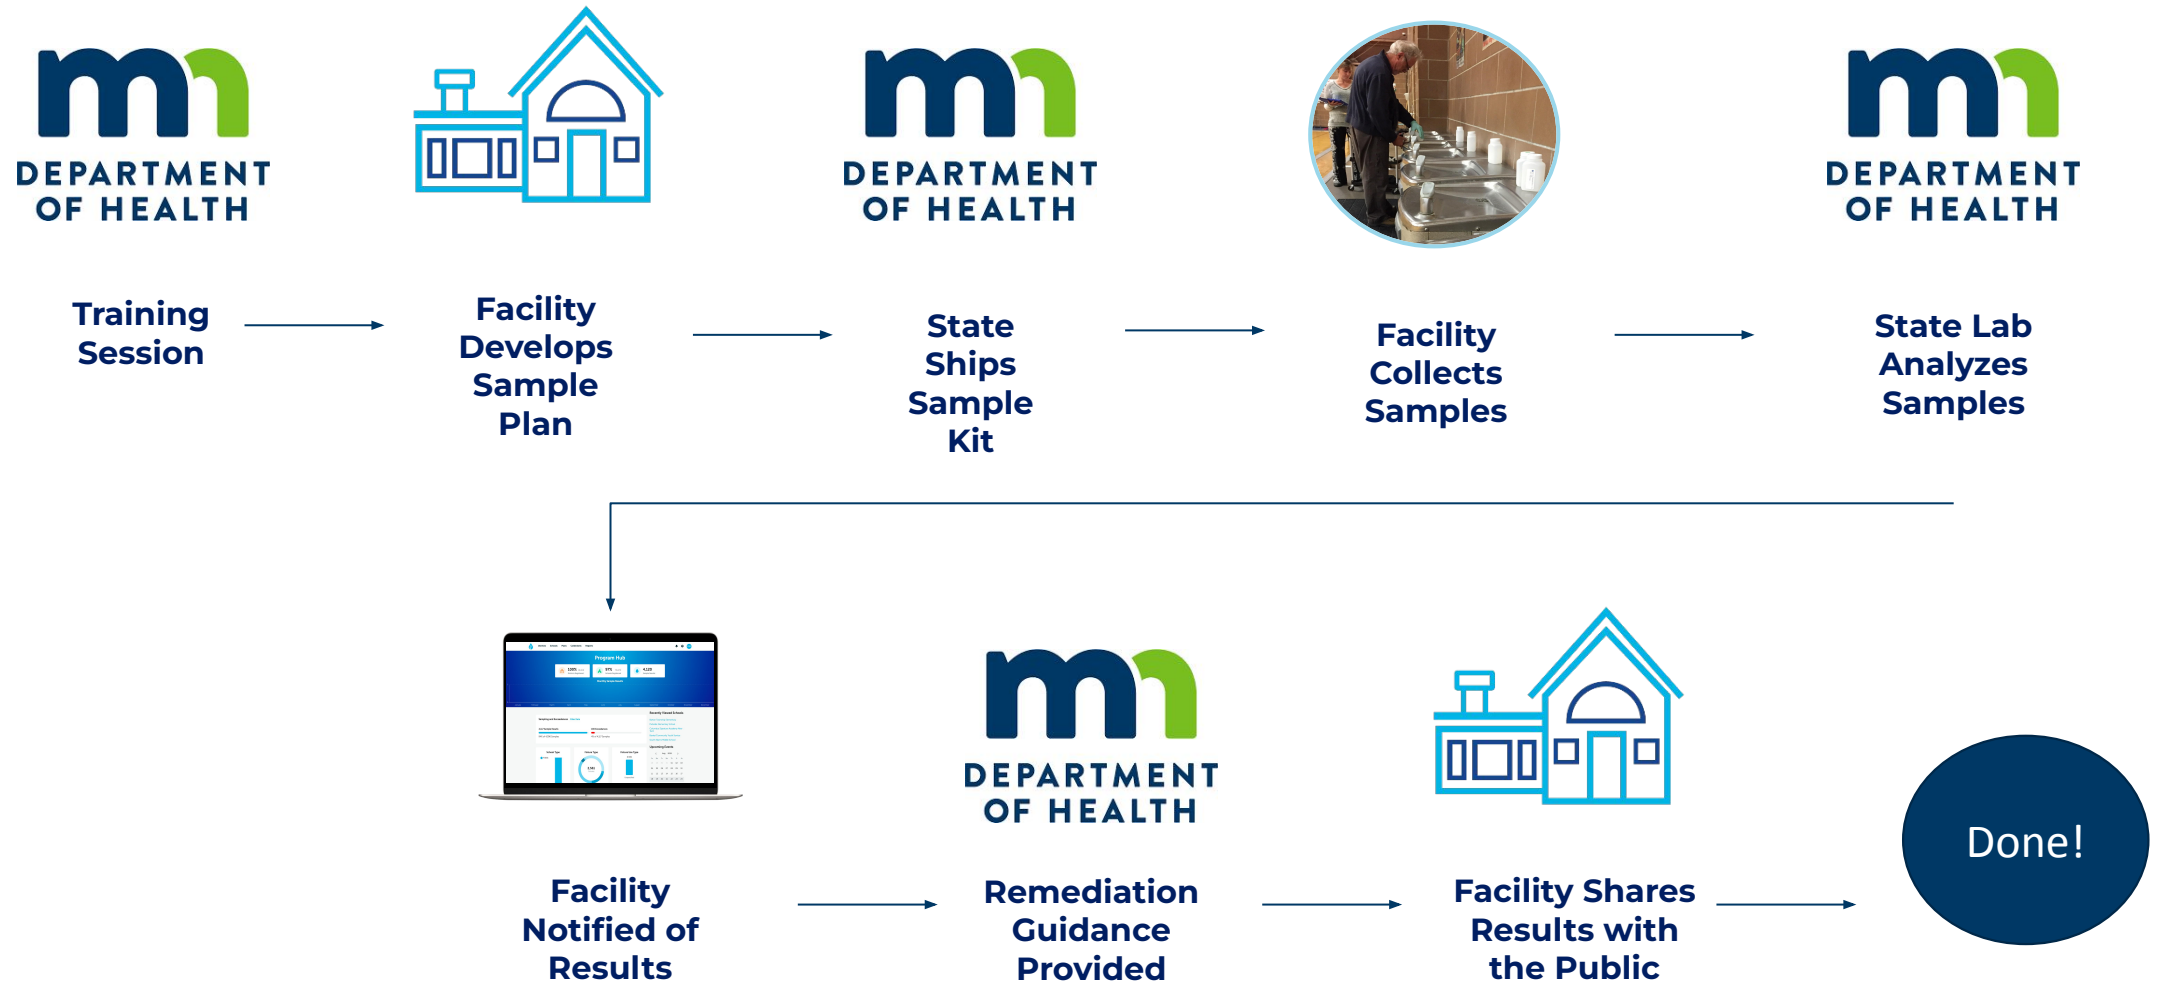 DEPARTMENT
OF HEALTH
DEPARTMENT
OF HEALTH
DEPARTMENT
OF HEALTH
Training
Session
Facility
Develops
Sample
Plan
State
Ships
Sample
Kit
Facility
Collects
Samples
State Lab
Analyzes
Samples
Program Hub
DEPARTMENT
OF HEALTH
Done!
Facility
Notified of
Results
Remediation
Guidance
Provided
Facility Shares
Results with
the Public